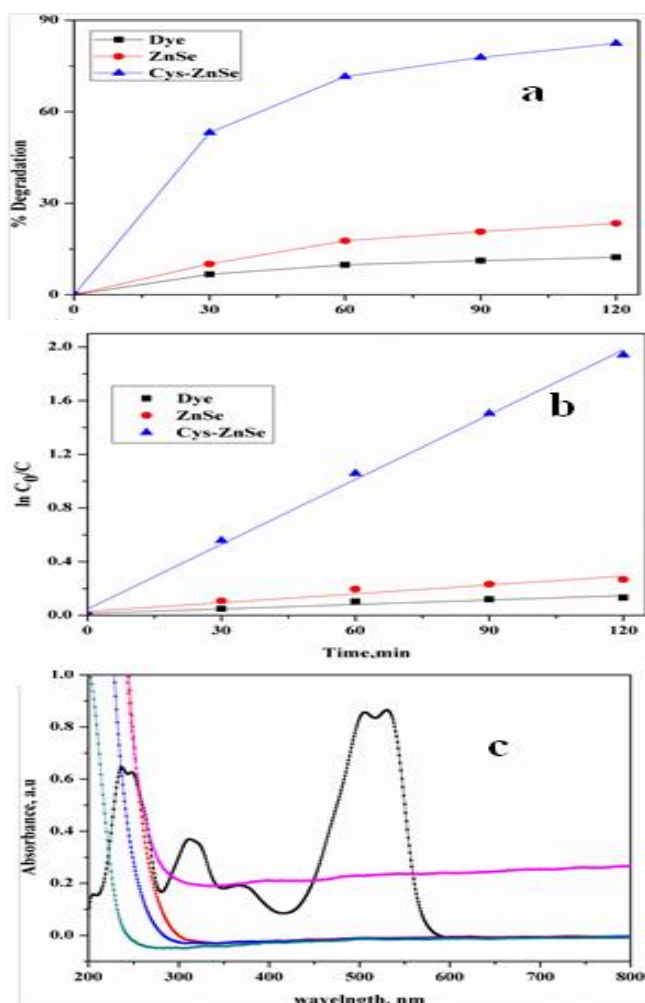 90
60
30
0
% Degradation
Dye
ZnSe
Cys-ZnSe
a
0 30 60 90 120
2.0
1.6
1.2
0.8
0.4
0.0
ln C0/C
Dye
ZnSe
Cys-ZnSe
b
0 30 60 90 120
Time,min
1.0
0.8
0.6
0.4
0.2
0.0
Absorbance, a.u
c
200 300 400 500 600 700 800
wavelngth, nm